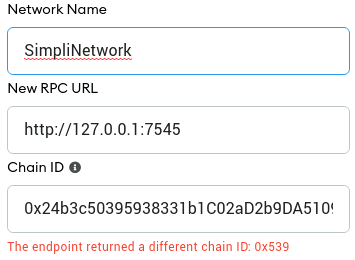 Network Name
SimpliNetwork
New RPC URL
http://127.0.0.1:7545
Chain ID
0x24b3c50395938331b1C02aD2b9DA5109
The endpoint returned a different chain ID: 0x539